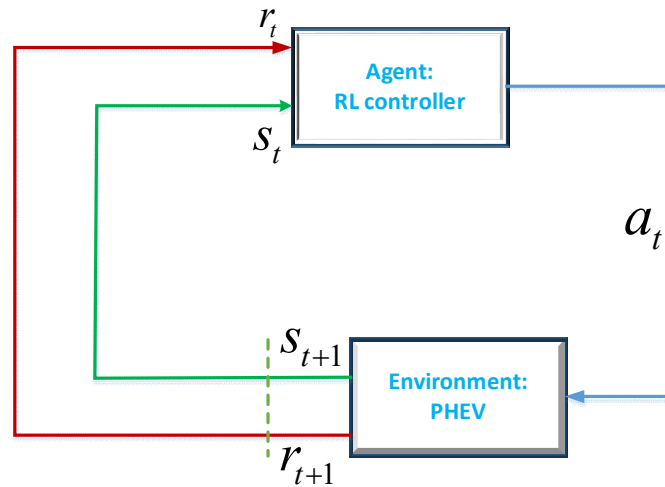 r_t
Agent:
RL controller
s_t
a_t
s_{t+1}
Environment:
PHEV
r_{t+1}